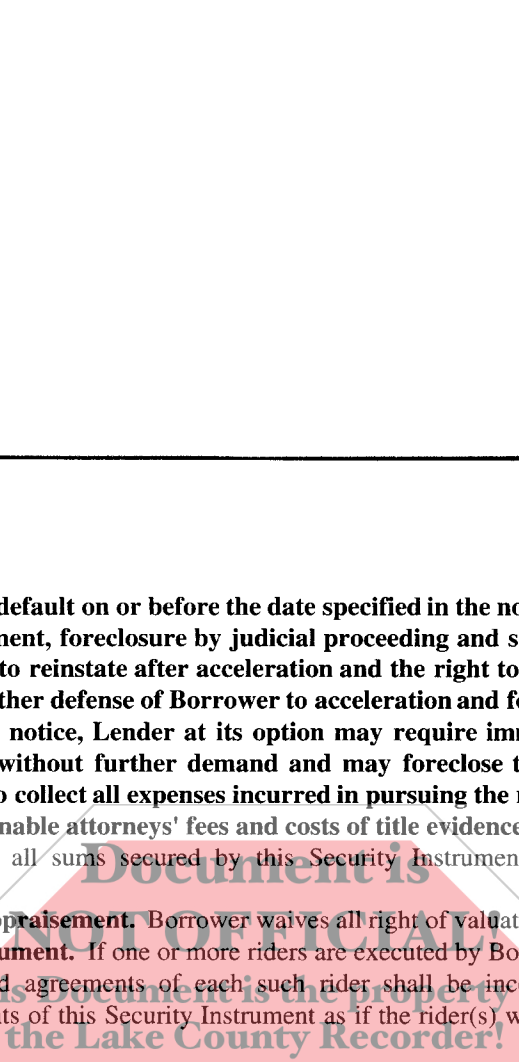 default on or before the date specified in the no
ment, foreclosure by judicial proceeding and s
to reinstate after acceleration and the right to
ther defense of Borrower to acceleration and fo
notice, Lender at its option may require imm
without further demand and may foreclose t
o collect all expenses incurred in pursuing the r
nable attorneys' fees and costs of title evidence
all sums secured by this Security Instrumen
Document is
ppraisement. Borrower waives all right of valuat
NOT OFFICIAL!
ument. If one or more riders are executed by Bo
d agreements of each such rider shall be inc
is Document is the property
ts of this Security Instrument as if the rider(s) w
the Lake County Recorder!